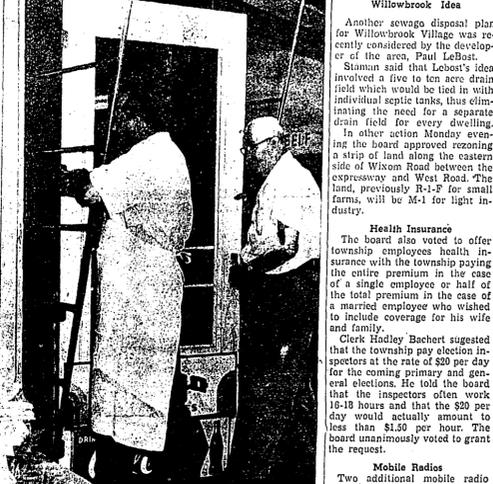 Willowbrook Idea
Another sewage disposal plan
for Willowbrook Village was re-
cently considered by the develop-
er of the area, Paul LeBost.
Staman said that Lebost's idea
involved a five to ten acre drain
field which would be tied in with
individual septic tanks, thus elim-
inating the need for a separate
drain field for every dwelling.
In other action Monday even-
ing the board approved rezoning
a strip of land along the eastern
side of Wixom Road between the
expressway and West Road. The
land, previously R-1-F for small
farms, will be M-1 for light in-
dustry.
Health Insurance
The board also voted to offer
township employees health in-
surance with the township paying
the entire premium in the case
of a single employee or half of
the total premium in the case of
a married employee who wished
to include coverage for his wife
and family.
Clerk Hadley Bachert sugested
that the township pay election in-
spectors at the rate of $20 per day
for the coming primary and gen-
eral elections. He told the board
that the inspectors often work
16-18 hours and that the $20 per
day would actually amount to
less than $1.50 per hour. The
board unanimously voted to grant
the request.
Mobile Radios
Two additional mobile radio
DRIN